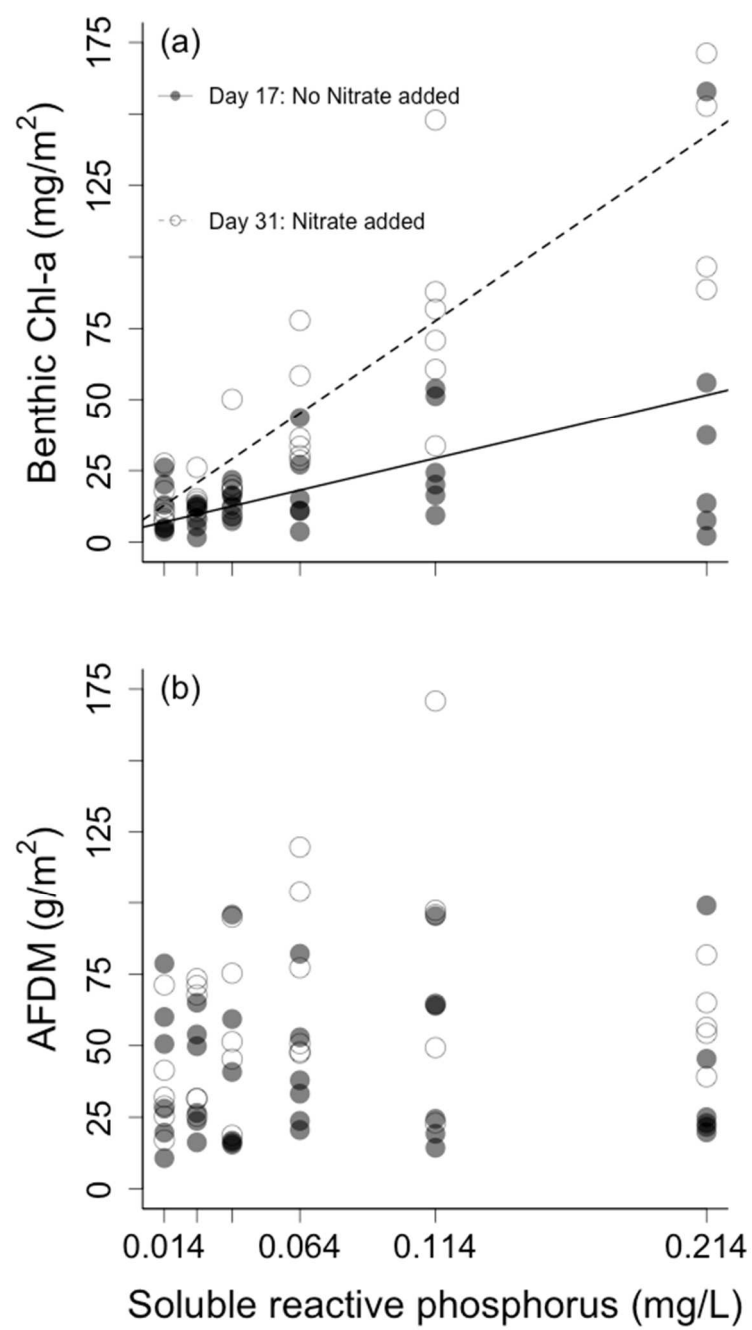 (a)
Day 17: No Nitrate added
Day 31: Nitrate added
175
125
75
50
25
0
Benthic Chl-a (mg/m²)
(b)
175
125
75
50
25
0
AFDM (g/m²)
0.014 0.064 0.114 0.214
Soluble reactive phosphorus (mg/L)